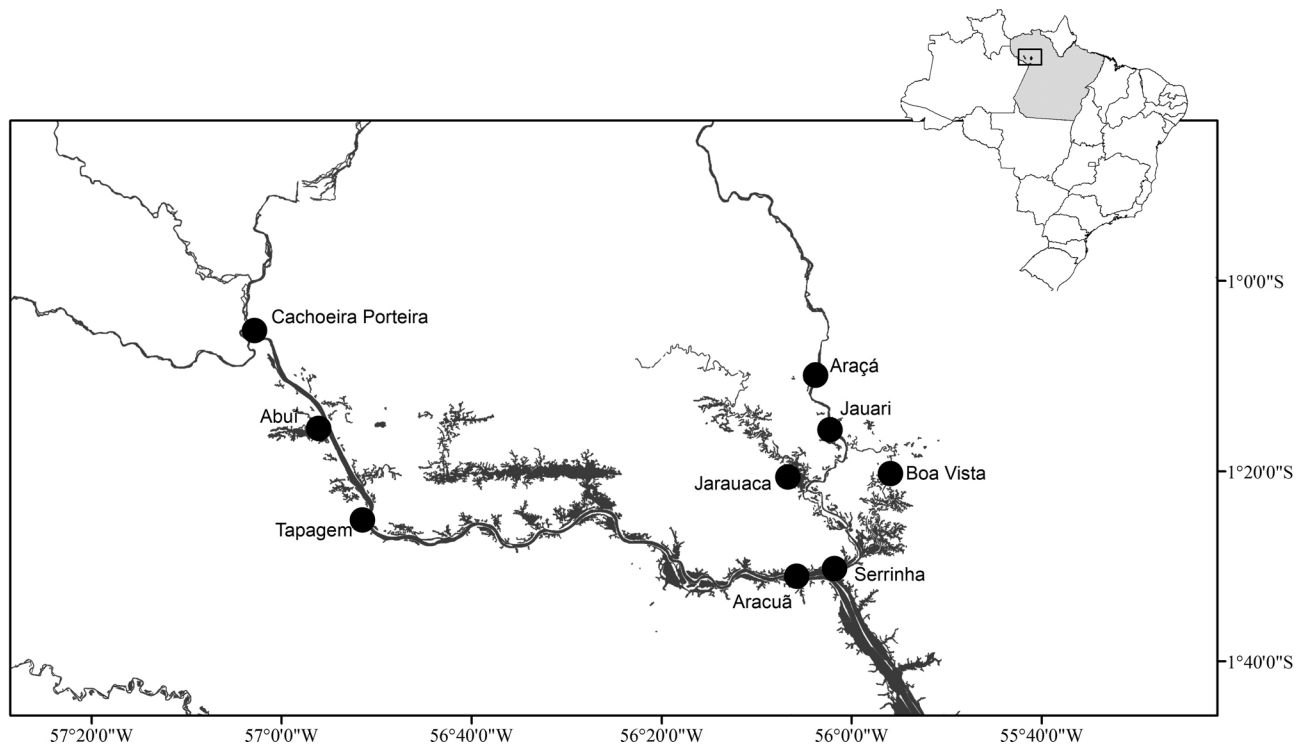 1°0'0"S
Cachoeira Porteira
Araçá
Abuí
Jauari
Jarauaca
Boa Vista
1°20'0"S
Tapagem
Serrinha
Aracuã
1°40'0"S
57°20'0"W
57°0'0"W
56°40'0"W
56°20'0"W
56°0'0"W
55°40'0"W